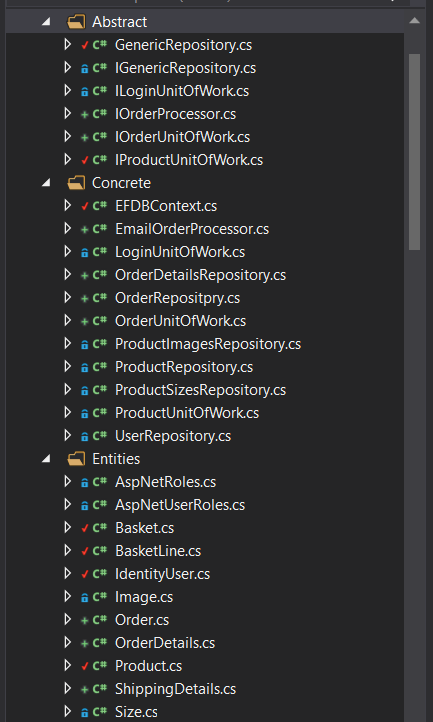 Abstract
C# GenericRepository.cs
C# IGenericRepository.cs
C# ILoginUnitOfWork.cs
C# IOrderProcessor.cs
C# IOrderUnitOfWork.cs
C# IProductUnitOfWork.cs
Concrete
C# EFDBContext.cs
C# EmailOrderProcessor.cs
C# LoginUnitOfWork.cs
C# OrderDetailsRepository.cs
C# OrderRepositpry.cs
C# OrderUnitOfWork.cs
C# ProductImagesRepository.cs
C# ProductRepository.cs
C# ProductSizesRepository.cs
C# ProductUnitOfWork.cs
C# UserRepository.cs
Entities
C# AspNetRoles.cs
C# AspNetUserRoles.cs
C# Basket.cs
C# BasketLine.cs
C# IdentityUser.cs
C# Image.cs
C# Order.cs
C# OrderDetails.cs
C# Product.cs
C# ShippingDetails.cs
C# Size.cs